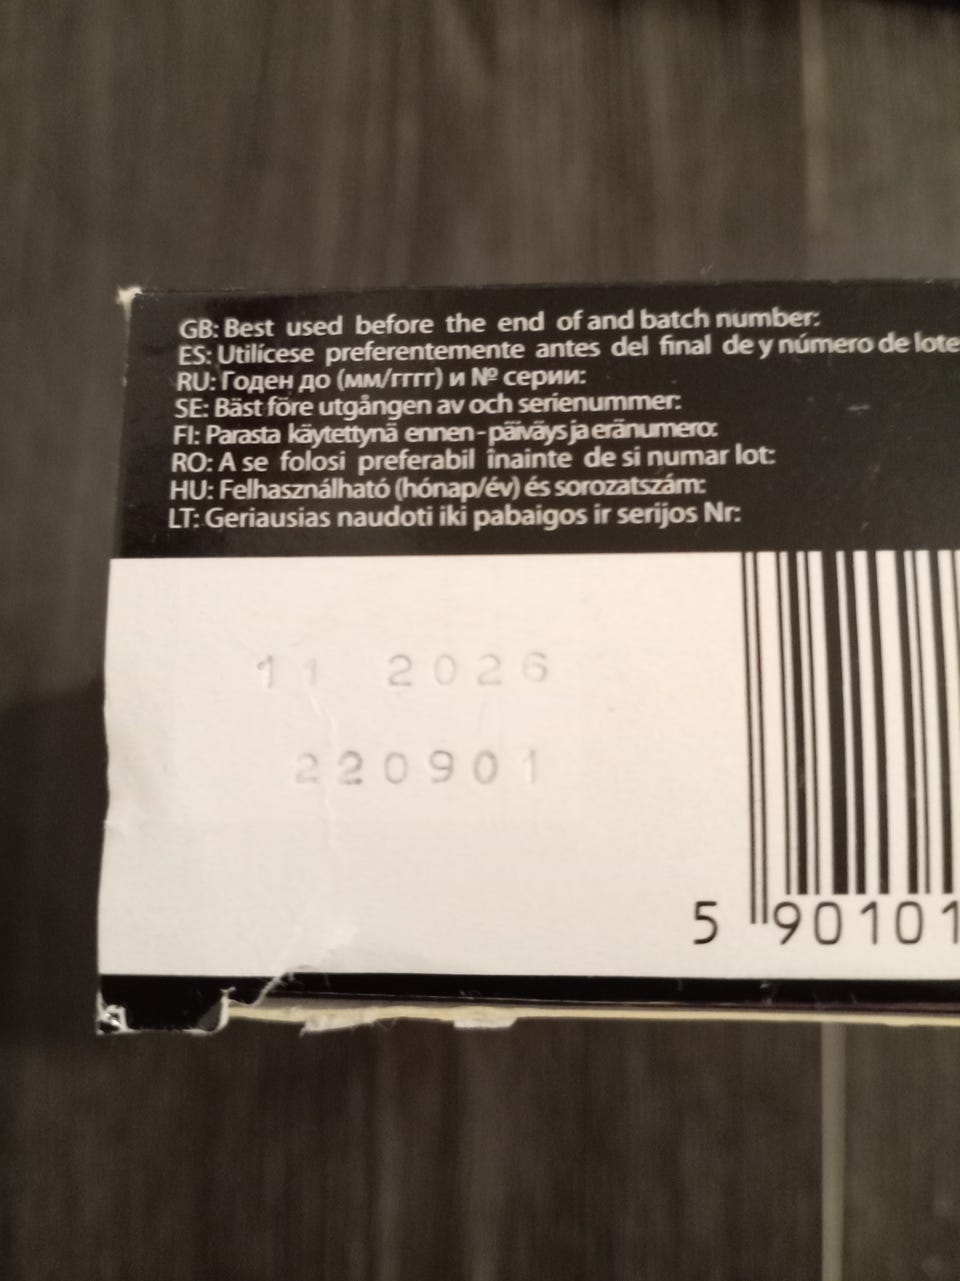 GB: Best used before the end of and batch number:
ES: Utilícese preferentemente antes del final de y número de lote
RU: Годен до (мм/гггг) и № серии:
SE: Bäst före utgången av och serienummer:
FI: Parasta käytettynä ennen - päiväys ja eränumero:
RO: A se folosi preferabil înainte de si numar lot:
HU: Felhasználható (hónap/év) és sorozatszám:
LT: Geriausias naudoti iki pabaigos ir serijos Nr:
11 2026
220901
5 90101